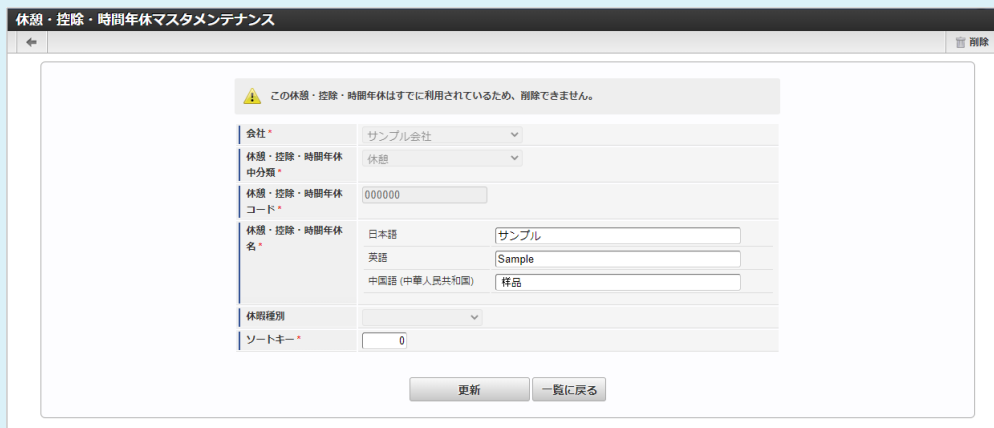 休憩・控除・時間年休マスタメンテナンス
削除
この休憩・控除・時間年休はすでに利用されているため、削除できません。
会社*
サンプル会社
休憩・控除・時間年休
中分類*
休憩
休憩・控除・時間年休
コード*
000000
休憩・控除・時間年休
名*
日本語
サンプル
英語
Sample
中国語 (中華人民共和国)
样品
休暇種別
ソートキー*
0
更新
一覧に戻る